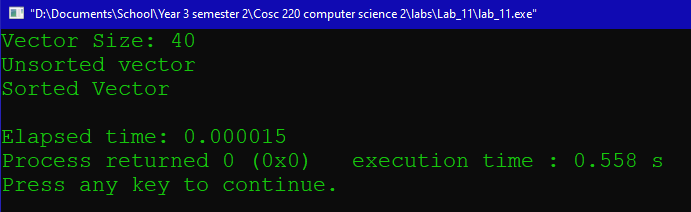 "D:\Documents\School\Year 3 semester 2\Cosc 220 computer science 2\labs\Lab_11\lab_11.exe"
Vector Size: 40
Unsorted vector
Sorted Vector
Elapsed time: 0.000015
Process returned 0 (0x0)   execution time : 0.558 s
Press any key to continue.